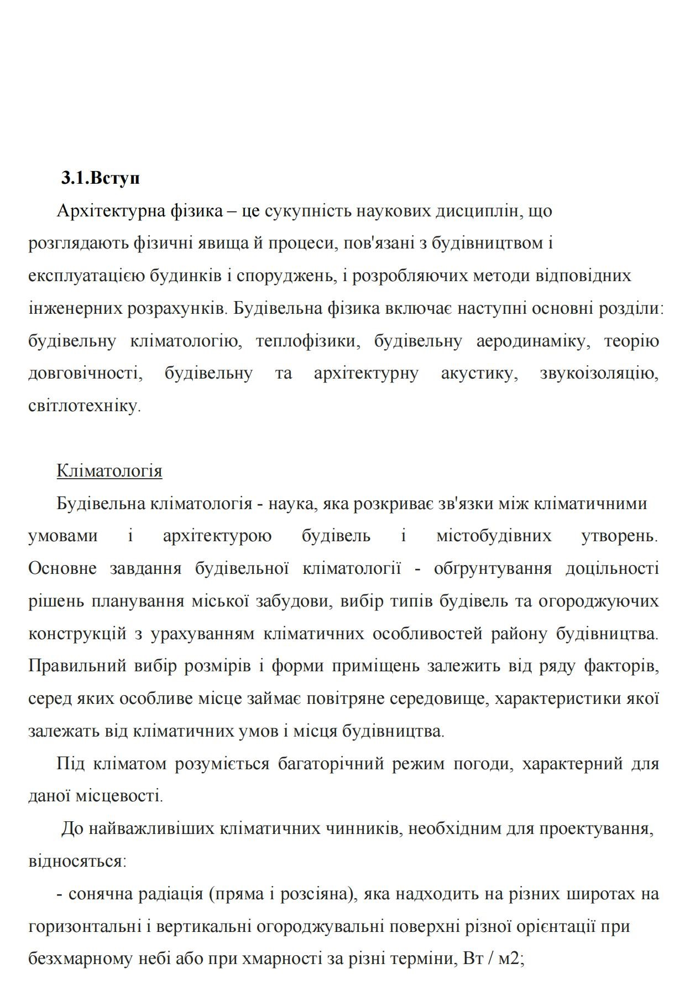 3.1.Вступ
Архітектурна фізика – це сукупність наукових дисциплін, що
розглядають фізичні явища й процеси, пов'язані з будівництвом і
експлуатацією будинків і споруджень, і розробляючих методи відповідних
інженерних розрахунків. Будівельна фізика включає наступні основні розділи:
будівельну кліматологію, теплофізики, будівельну аеродинаміку, теорію
довговічності, будівельну та архітектурну акустику, звукоізоляцію,
світлотехніку.
Кліматологія
Будівельна кліматологія - наука, яка розкриває зв'язки між кліматичними
умовами і архітектурою будівель і містобудівних утворень.
Основне завдання будівельної кліматології - обґрунтування доцільності
рішень планування міської забудови, вибір типів будівель та огороджуючих
конструкцій з урахуванням кліматичних особливостей району будівництва.
Правильний вибір розмірів і форми приміщень залежить від ряду факторів,
серед яких особливе місце займає повітряне середовище, характеристики якої
залежать від кліматичних умов і місця будівництва.
Під кліматом розуміється багаторічний режим погоди, характерний для
даної місцевості.
До найважливіших кліматичних чинників, необхідним для проектування,
відносяться:
- сонячна радіація (пряма і розсіяна), яка надходить на різних широтах на
горизонтальні і вертикальні огороджувальні поверхні різної орієнтації при
безхмарному небі або при хмарності за різні терміни, Вт / м2;